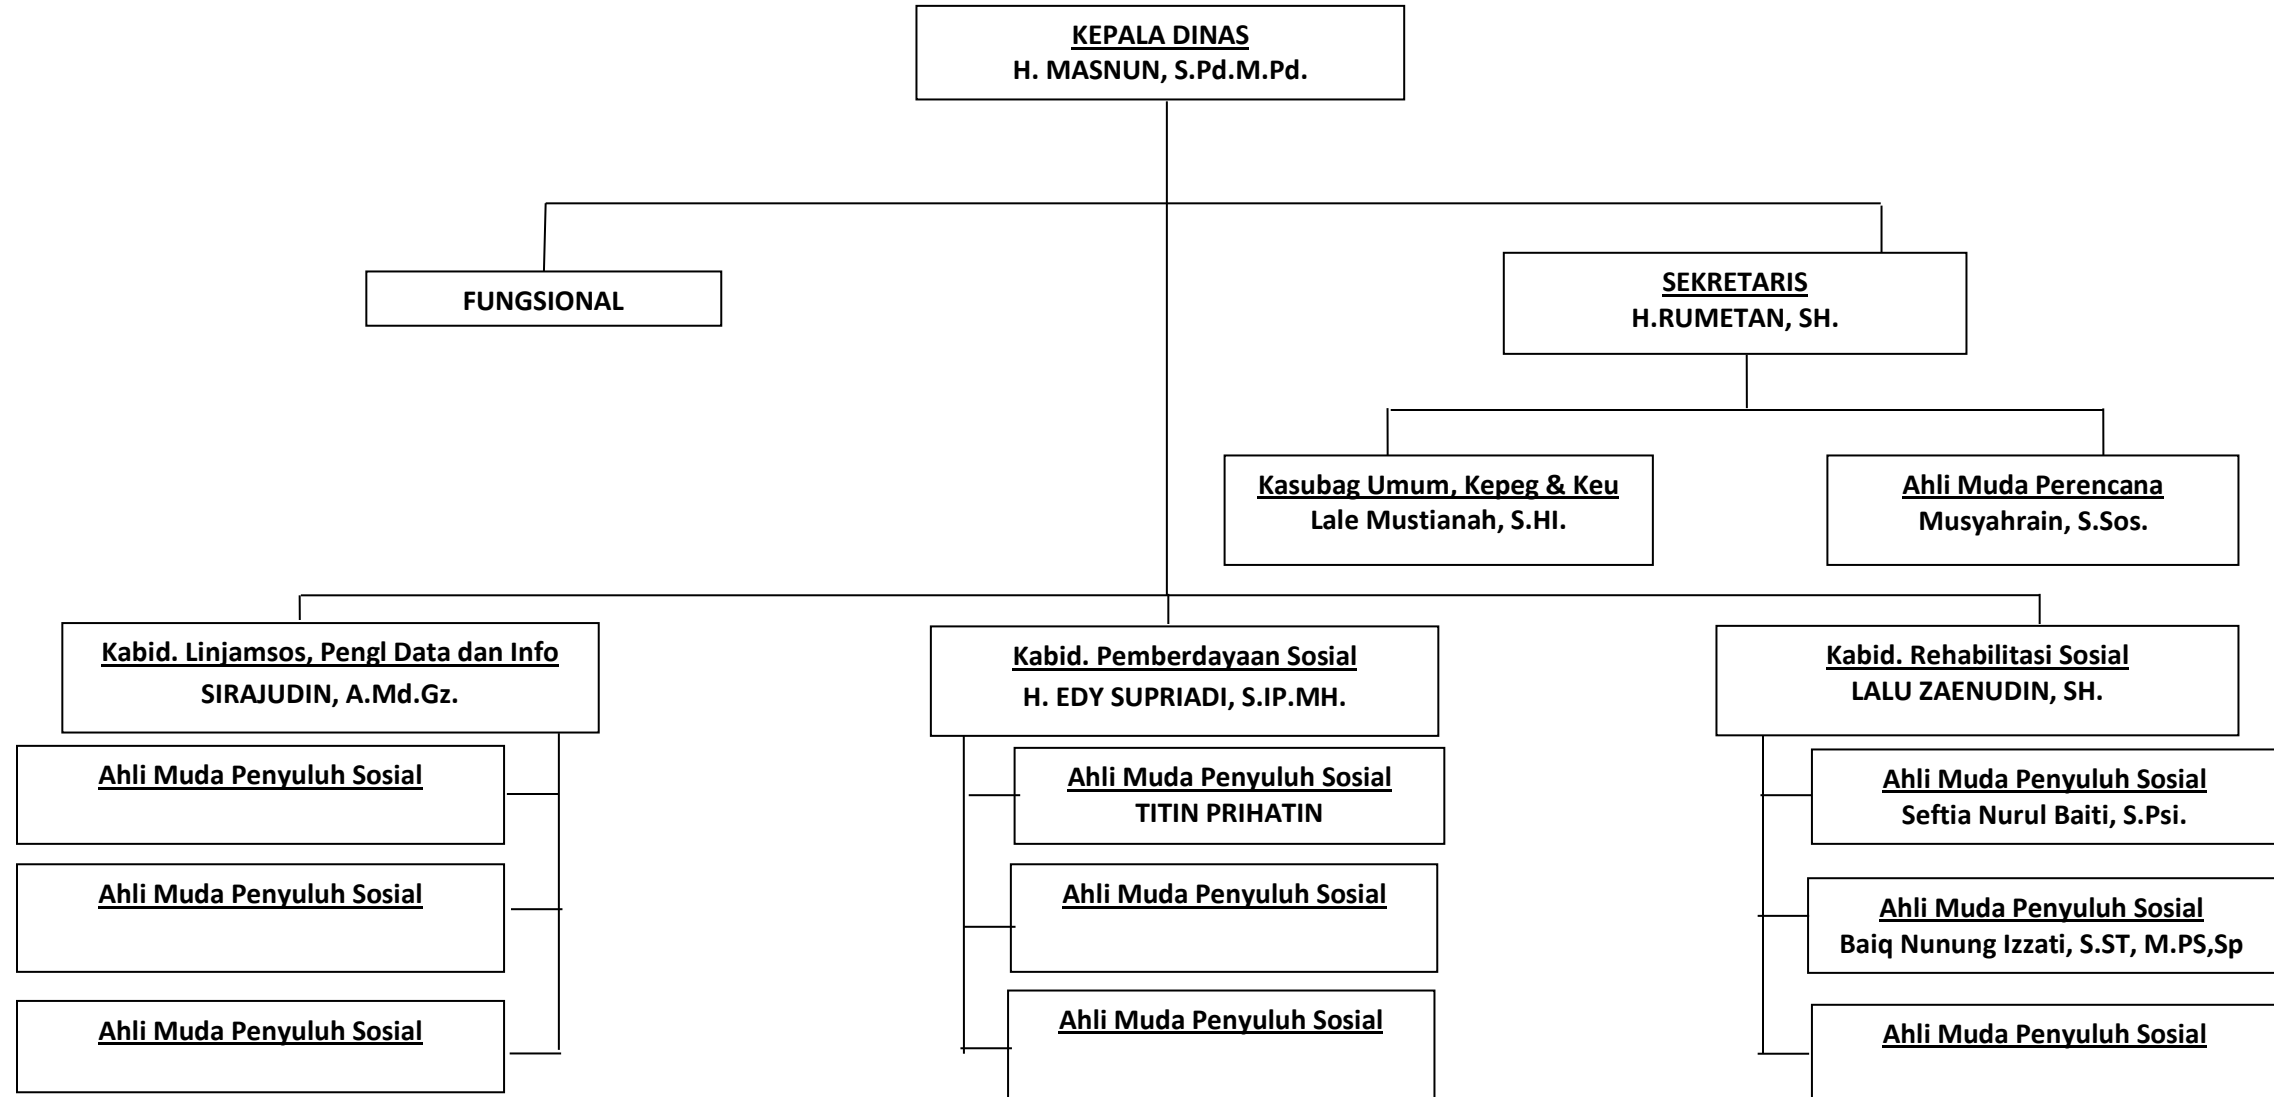 KEPALA DINAS
H. MASNUN, S.Pd.M.Pd.
FUNGSIONAL
SEKRETARIS
H.RUMETAN, SH.
Kasubag Umum, Kepeg & Keu
Lale Mustianah, S.HI.
Ahli Muda Perencana
Musyahrain, S.Sos.
Kabid. Linjamsos, Pengl Data dan Info
SIRAJUDIN, A.Md.Gz.
Ahli Muda Penyuluh Sosial
Ahli Muda Penyuluh Sosial
Ahli Muda Penyuluh Sosial
Kabid. Pemberdayaan Sosial
H. EDY SUPRIADI, S.IP.MH.
Ahli Muda Penyuluh Sosial
TITIN PRIHATIN
Ahli Muda Penyuluh Sosial
Ahli Muda Penyuluh Sosial
Kabid. Rehabilitasi Sosial
LALU ZAENUDIN, SH.
Ahli Muda Penyuluh Sosial
Seftia Nurul Baiti, S.Psi.
Ahli Muda Penyuluh Sosial
Baiq Nunung Izzati, S.ST, M.PS,Sp
Ahli Muda Penyuluh Sosial